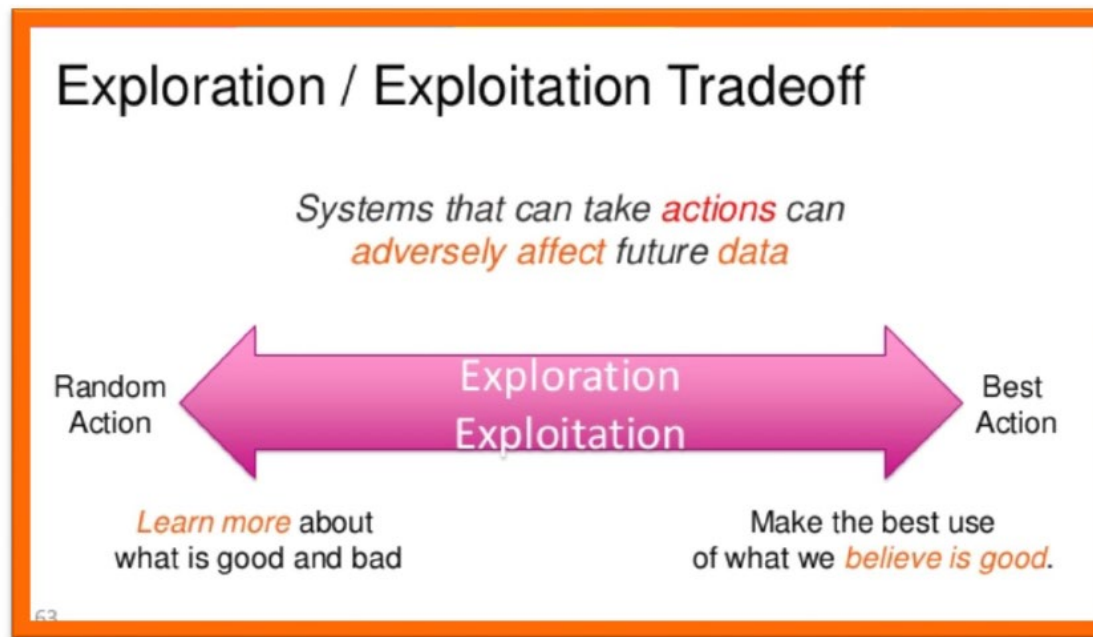 Exploration / Exploitation Tradeoff
Systems that can take actions can
adversely affect future data
Random
Action
Exploration
Exploitation
Best
Action
Learn more about
what is good and bad
Make the best use
of what we believe is good.
63